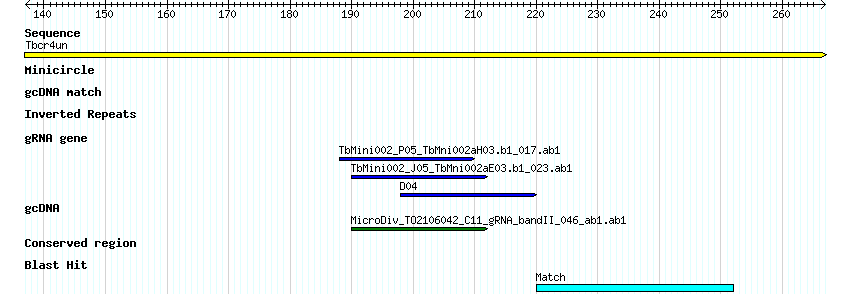 140 150 160 170 180 190 200 210 220 230 240 250 260
Sequence
Tbcr4un
Minicircle
gcDNA match
Inverted Repeats
gRNA gene
TbMini002_P05_TbMni002aH03.b1_017.ab1
TbMini002_J05_TbMni002aE03.b1_023.ab1
D04
gcDNA
MicroDiv_T02106042_C11_gRNA_bandII_046_ab1.ab1
Conserved region
Blast Hit
Match